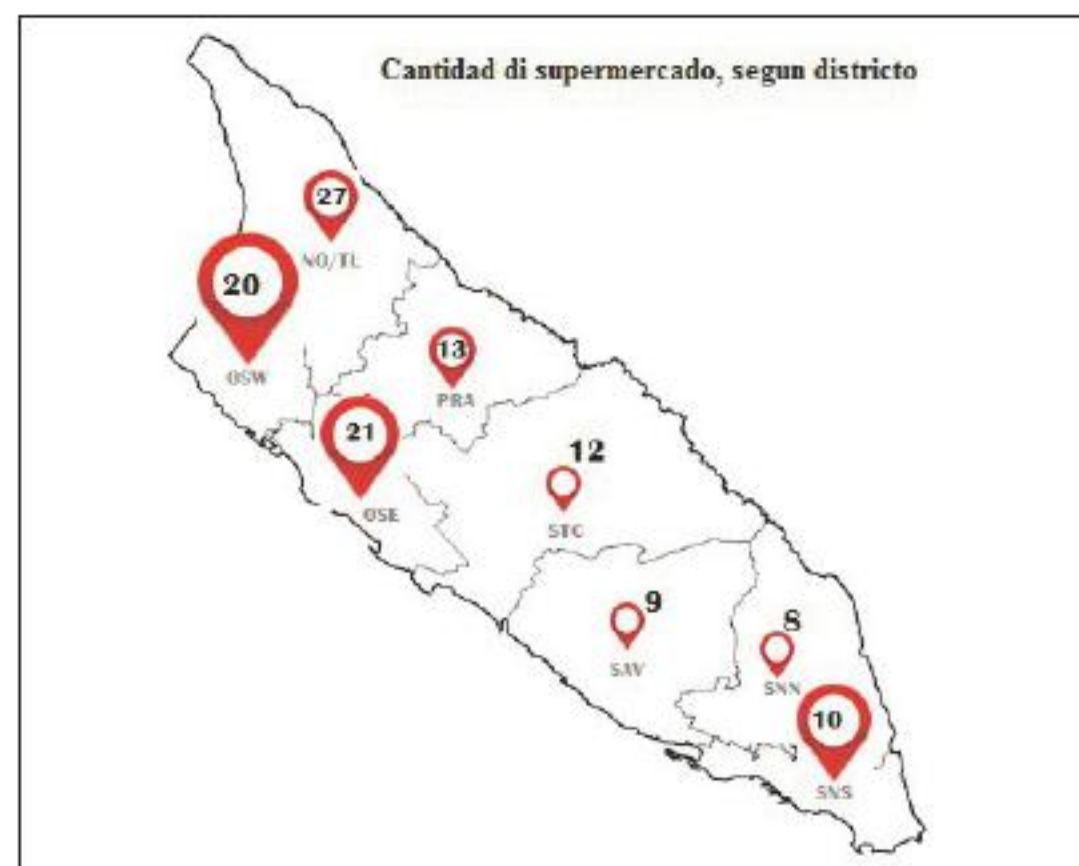 Cantidad di supermercado, segun districto
27
NO/TL
20
OSW
13
PRA
21
OSE
12
STC
9
SAV
8
SNN
10
SNS